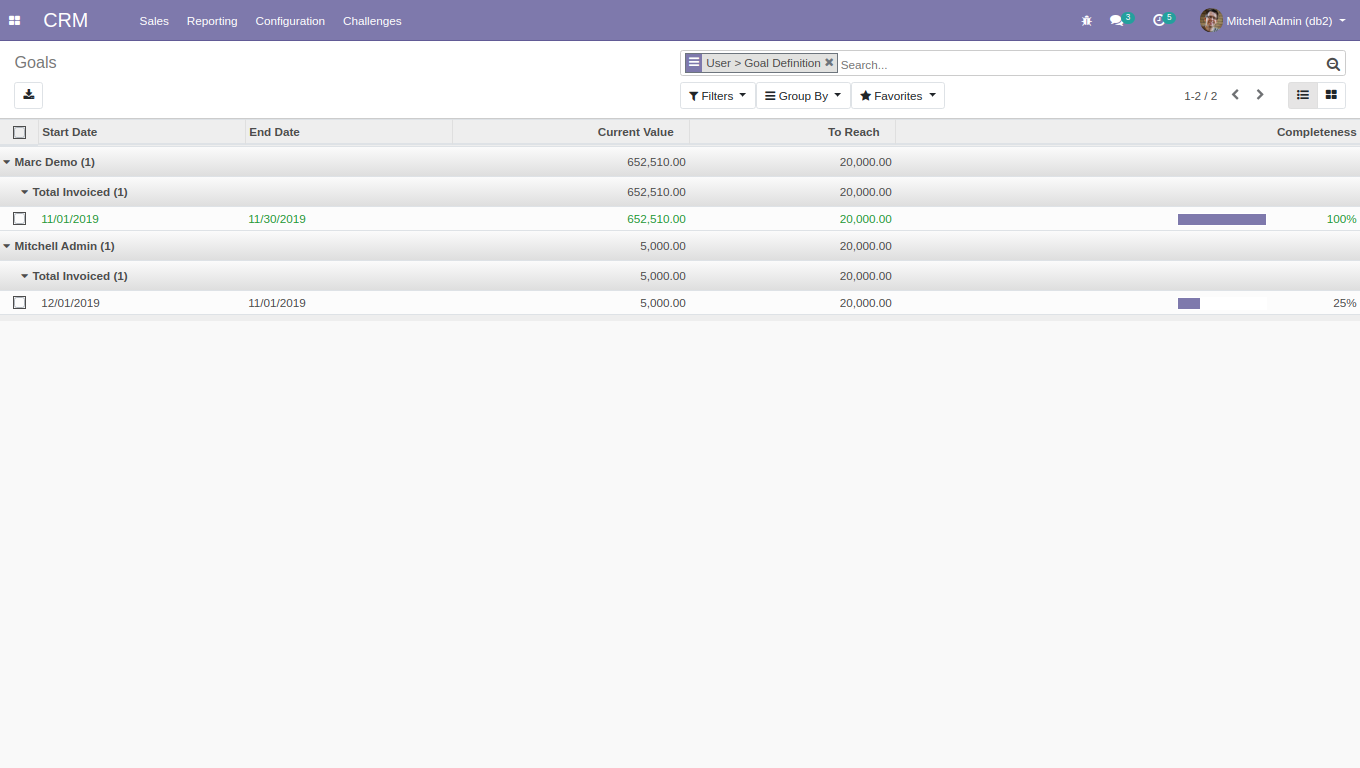 CRM Sales Reporting Configuration Challenges 3 5 Mitchell Admin (db2)
Goals User > Goal Definition Search...
Filters Group By Favorites 1-2 / 2
Start Date End Date Current Value To Reach Completeness
Marc Demo (1) 652,510.00 20,000.00
Total Invoiced (1) 652,510.00 20,000.00
11/01/2019 11/30/2019 652,510.00 20,000.00 100%
Mitchell Admin (1) 5,000.00 20,000.00
Total Invoiced (1) 5,000.00 20,000.00
12/01/2019 11/01/2019 5,000.00 20,000.00 25%